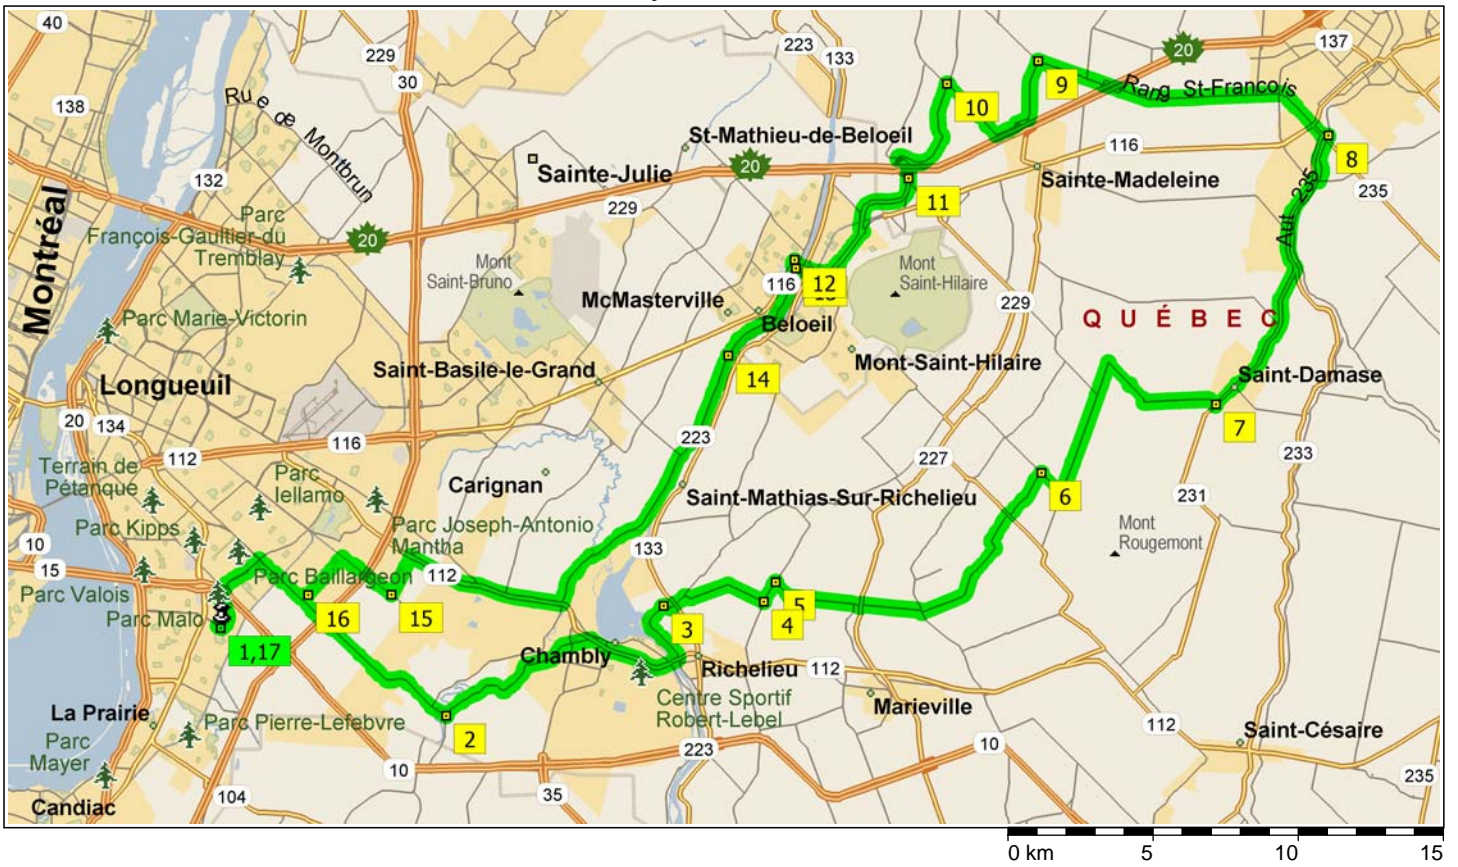 40
229
223
133
137
20
30
9
Rang St-Francois
138
Rue de Montbrun
10
St-Mathieu-de-Beloeil
116
8
20
Sainte-Julie
132
Sainte-Madeleine
235
229
11
Aut 235
Parc
François-Gaultier-du
Tremblay
20
Montréal
Mont
Saint-Bruno
Mont
Saint-Hilaire
116
12
229
McMasterville
Parc Marie-Victorin
Beloeil
QUÉBEC
Saint-Basile-le-Grand
Mont-Saint-Hilaire
Saint-Damase
Longueuil
14
20
134
7
116
223
112
227
233
Terrain de
Pétanque
Parc
Iellamo
Carignan
Saint-Mathias-Sur-Richelieu
6
231
Parc Kipps
Parc Joseph-Antonio
Mantha
Mont
Rougemont
10
133
15
Parc Baillargeon
112
Parc Valois
5
Parc Malo
16
15
4
3
1,17
Chambly
Richelieu
112
Centre Sportif
Robert-Lebel
Marieville
La Prairie
Parc Pierre-Lefebvre
112
Saint-Césaire
Parc
Mayer
2
223
10
10
235
104
35
Candiac
0 km
5
10
15